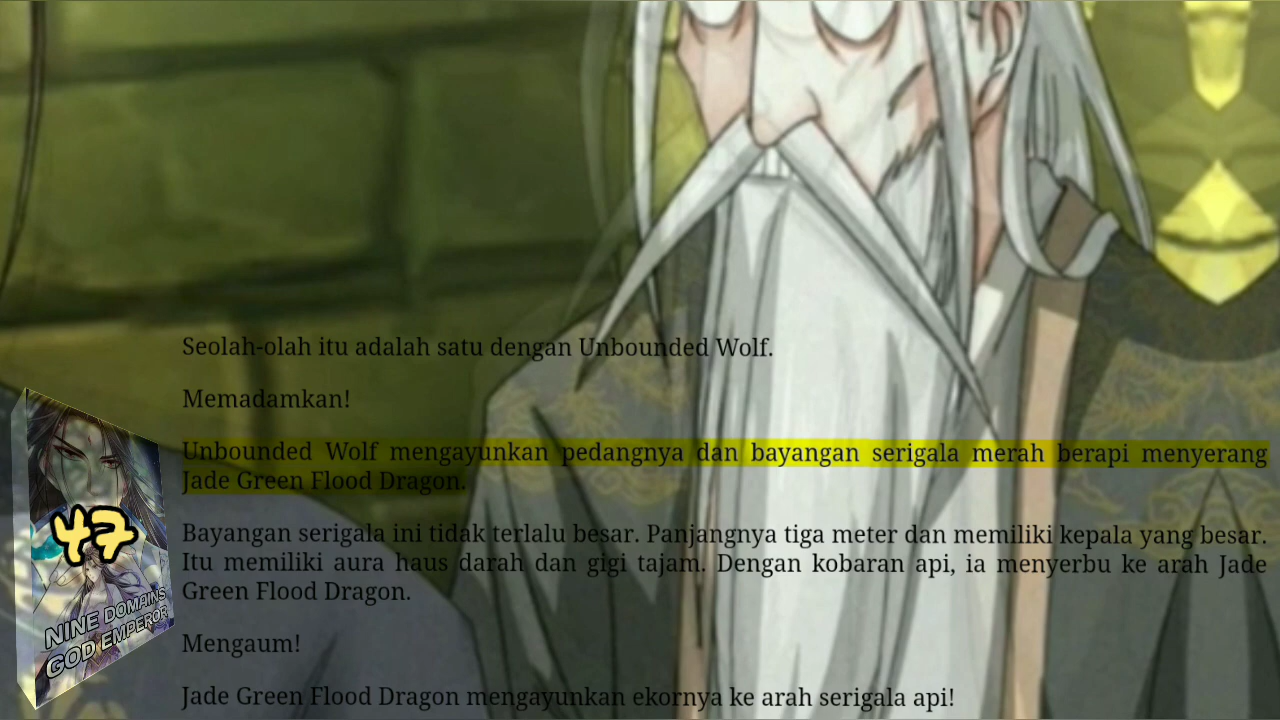 Seolah-olah itu adalah satu dengan Unbounded Wolf.
Memadamkan!
Unbounded Wolf mengayunkan pedangnya dan bayangan serigala merah berapi menyerang
Jade Green Flood Dragon.
Bayangan serigala ini tidak terlalu besar. Panjangnya tiga meter dan memiliki kepala yang besar.
Itu memiliki aura haus darah dan gigi tajam. Dengan kobaran api, ia menyerbu ke arah Jade
Green Flood Dragon.
Mengaum!
Jade Green Flood Dragon mengayunkan ekornya ke arah serigala api!
47
NINE DOMAINS
GOD EMPEROR